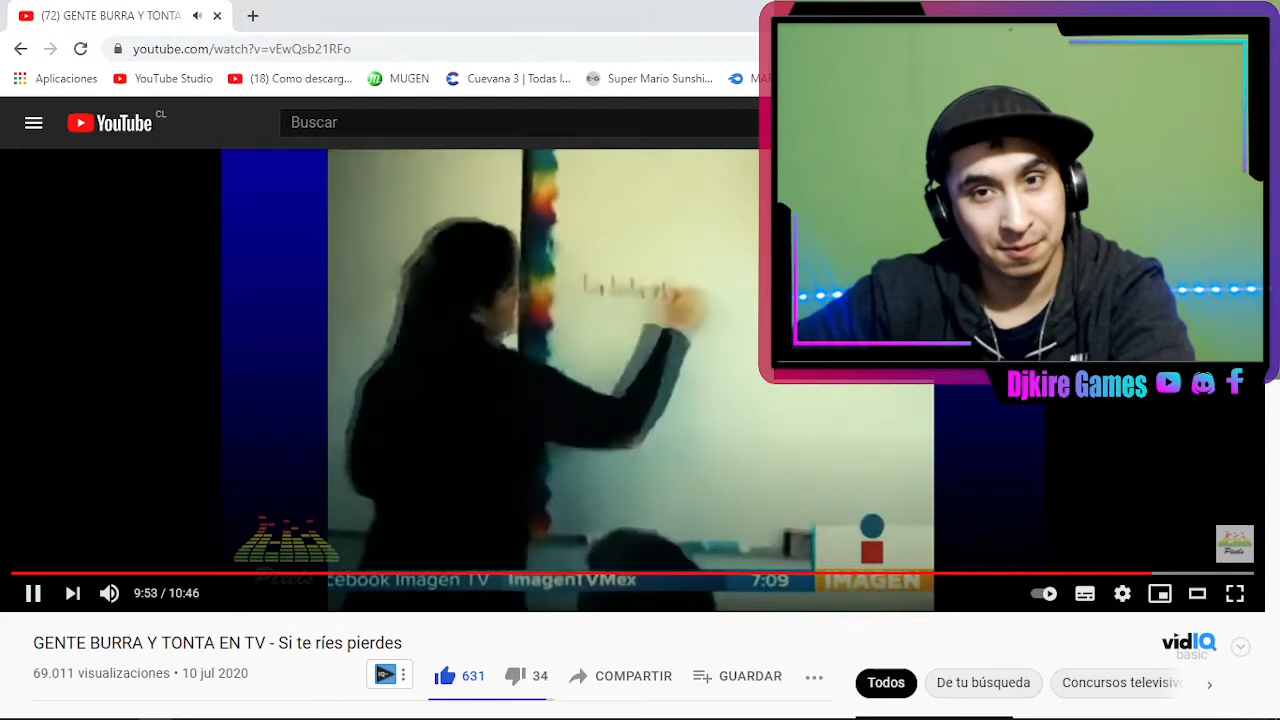 (72) GENTE BURRA Y TONTA
youtube.com/watch?v=vEwQsb21RFo
Aplicaciones YouTube Studio (18) Como descarg... MUGEN Cuevana 3 | Todas l... Super Mario Sunshi...
YouTube CL
Buscar
Djkire Games
Pixels
Pixels
cebook Imagen TV ImagenTVMex 7:09 IMAGEN
9:53 / 10:46
GENTE BURRA Y TONTA EN TV - Si te ríes pierdes
vidIQ
basic
69.011 visualizaciones • 10 jul 2020
631 34 COMPARTIR GUARDAR
Todos De tu búsqueda Concursos televisiv